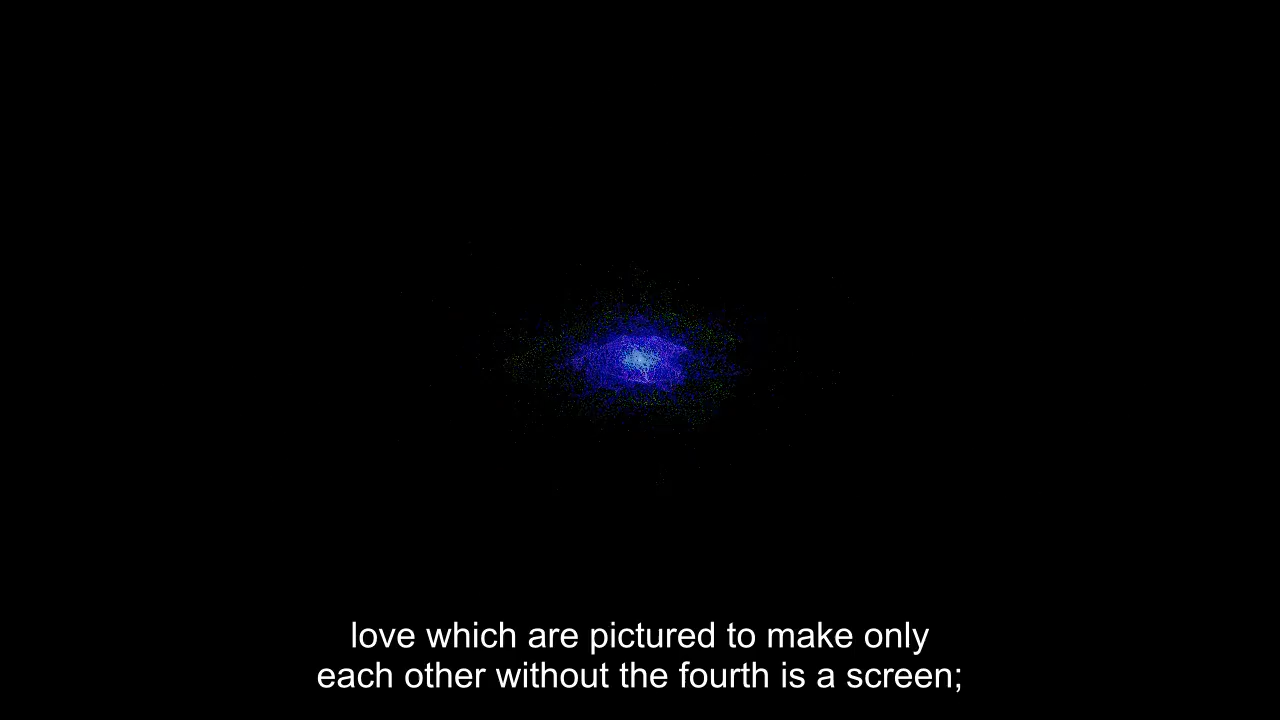 love which are pictured to make only
each other without the fourth is a screen;